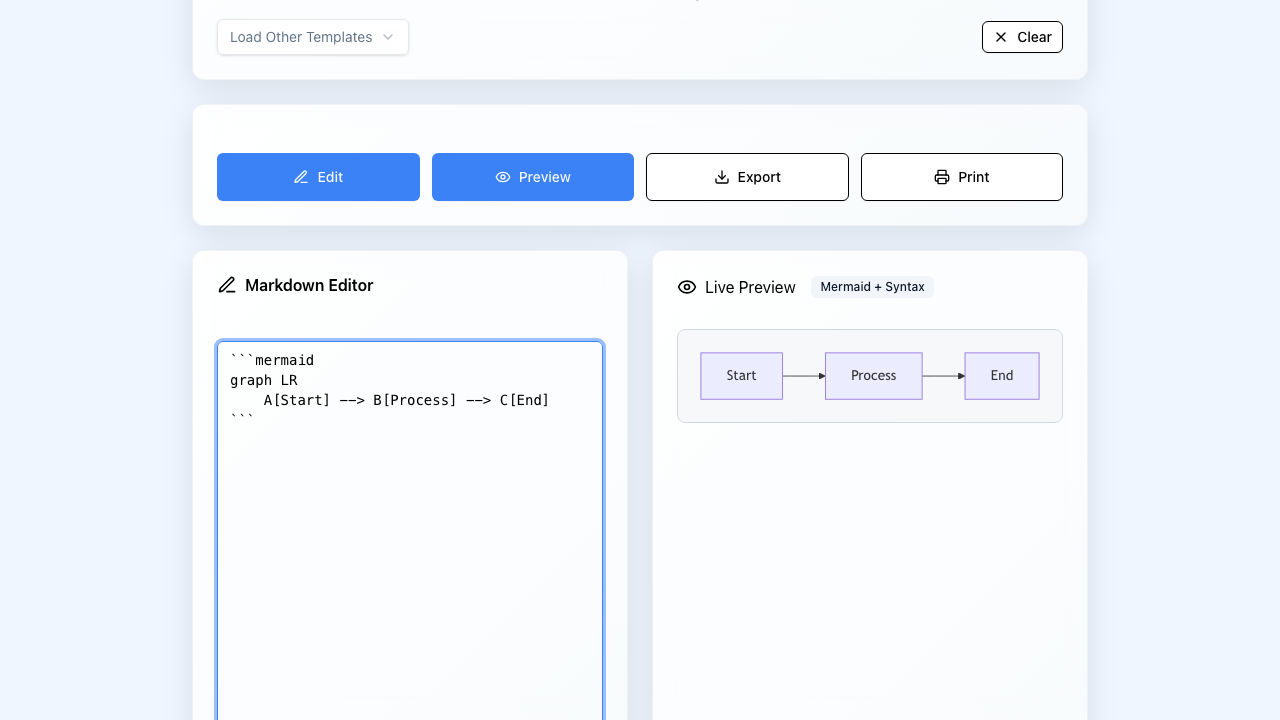 Load Other Templates
Clear
Edit
Preview
Export
Print
Markdown Editor
```mermaid
graph LR
    A[Start] --> B[Process] --> C[End]
```
Live Preview
Mermaid + Syntax
Start
Process
End